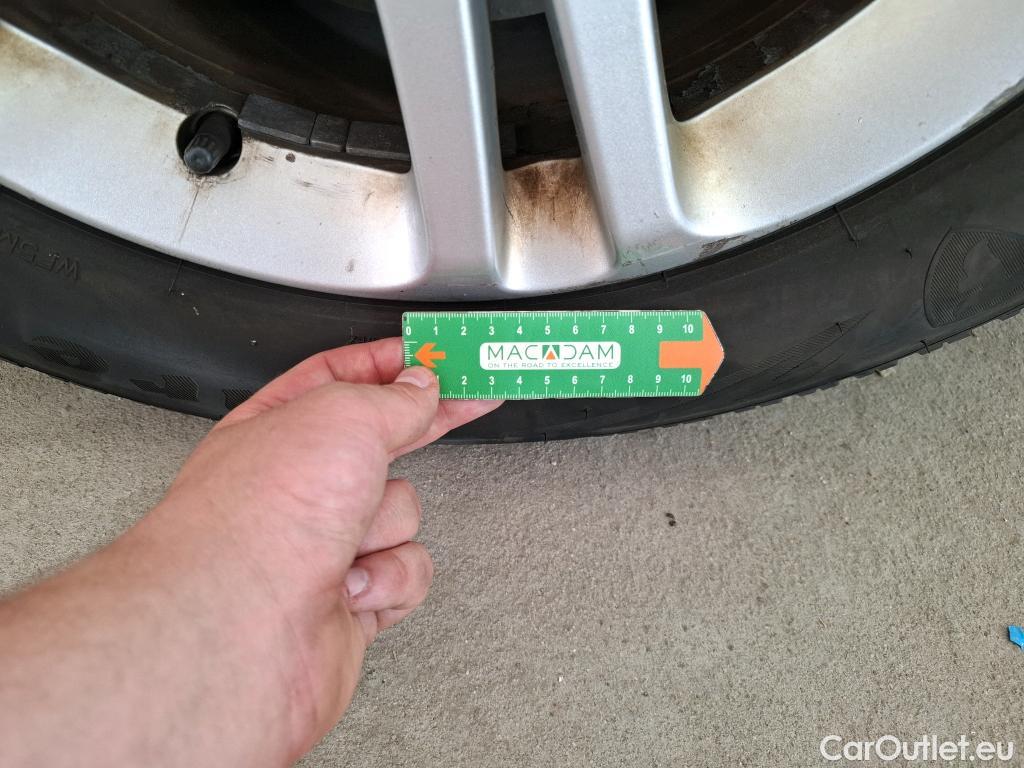 0 1 2 3 4 5 6 7 8 9 10
MACADAM
ON THE ROAD TO EXCELLENCE
2 3 4 5 6 7 8 9 10
CarOutlet.eu